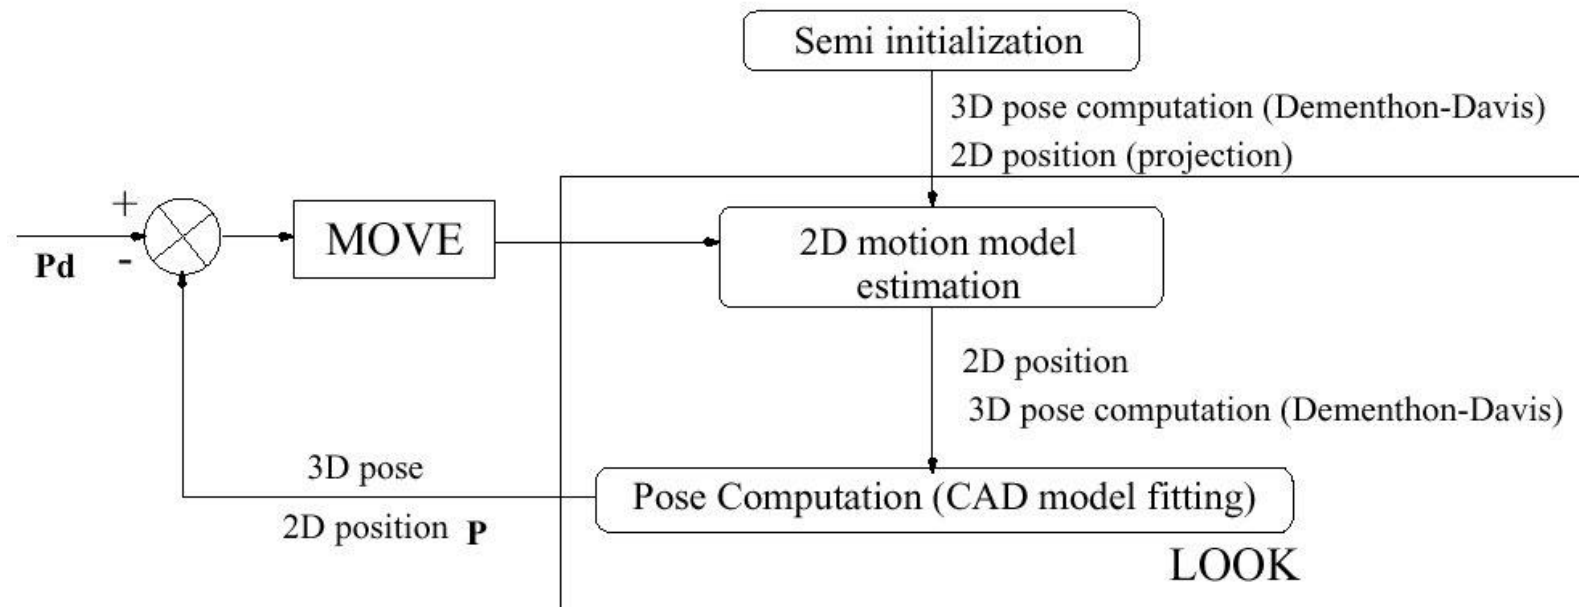 Semi initialization
3D pose computation (Dementhon-Davis)
2D position (projection)
+
-
Pd
MOVE
2D motion model
estimation
2D position
3D pose computation (Dementhon-Davis)
3D pose
2D position P
Pose Computation (CAD model fitting)
LOOK